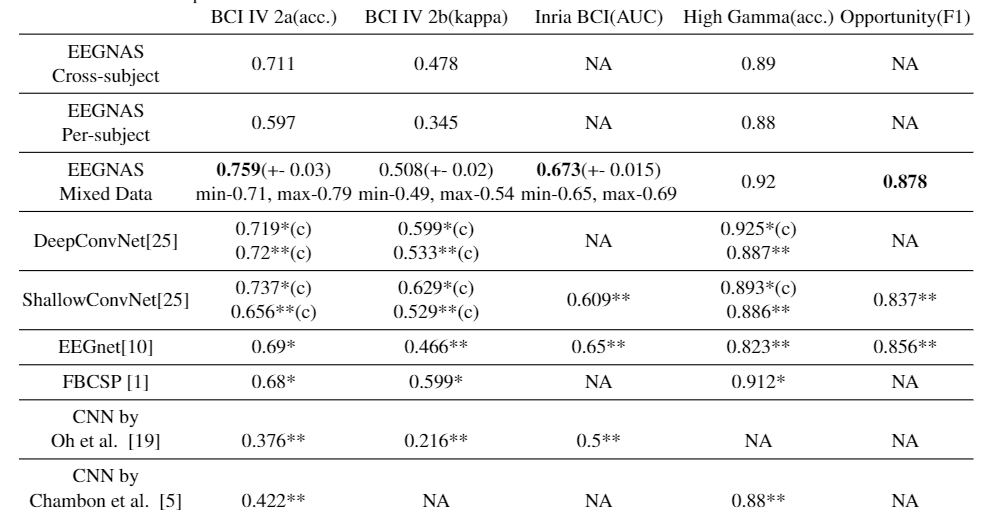 BCI IV 2a(acc.) BCI IV 2b(kappa) Inria BCI(AUC) High Gamma(acc.) Opportunity(F1)
EEGNAS
Cross-subject 0.711 0.478 NA 0.89 NA
EEGNAS
Per-subject 0.597 0.345 NA 0.88 NA
EEGNAS 0.759(+- 0.03) 0.508(+- 0.02) 0.673(+- 0.015)
Mixed Data min-0.71, max-0.79 min-0.49, max-0.54 min-0.65, max-0.69 0.92 0.878
DeepConvNet[25] 0.719*(c) 0.599*(c) NA 0.925*(c) NA
0.72**(c) 0.533**(c) 0.887**
ShallowConvNet[25] 0.737*(c) 0.629*(c) 0.609** 0.893*(c) 0.837**
0.656**(c) 0.529**(c) 0.886**
EEGnet[10] 0.69* 0.466** 0.65** 0.823** 0.856**
FBCSP [1] 0.68* 0.599* NA 0.912* NA
CNN by
Oh et al. [19] 0.376** 0.216** 0.5** NA NA
CNN by
Chambon et al. [5] 0.422** NA NA 0.88** NA